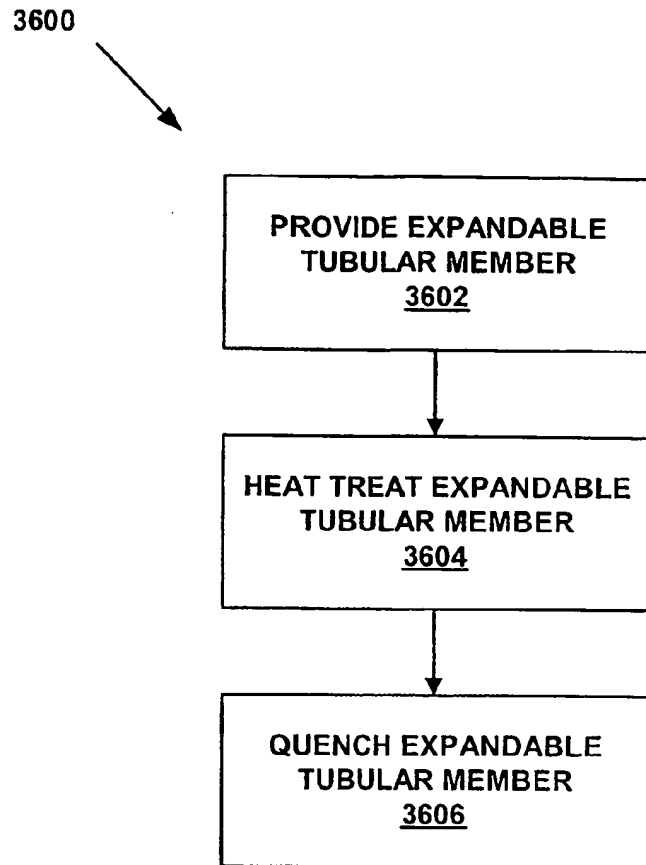 3600
PROVIDE EXPANDABLE
TUBULAR MEMBER
3602
HEAT TREAT EXPANDABLE
TUBULAR MEMBER
3604
QUENCH EXPANDABLE
TUBULAR MEMBER
3606